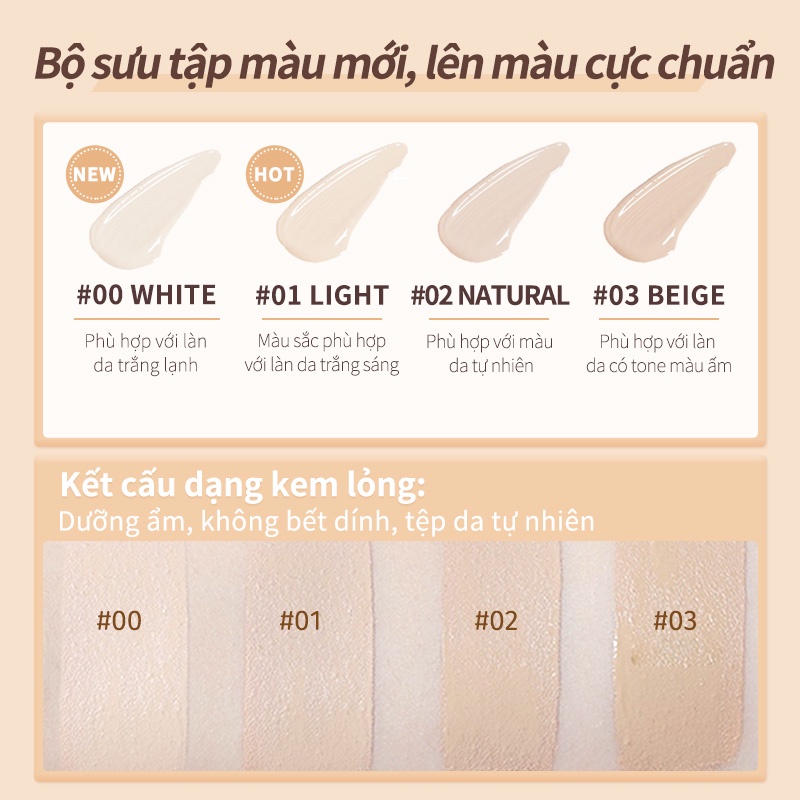 Bộ sưu tập màu mới, lên màu cực chuẩn
NEW
HOT
#00 WHITE
#01 LIGHT
#02 NATURAL
#03 BEIGE
Phù hợp với làn
da trắng lạnh
Màu sắc phù hợp
với làn da trắng sáng
Phù hợp với màu
da tự nhiên
Phù hợp với làn
da có tone màu ấm
Kết cấu dạng kem lỏng:
Dưỡng ẩm, không bết dính, tệp da tự nhiên
#00
#01
#02
#03